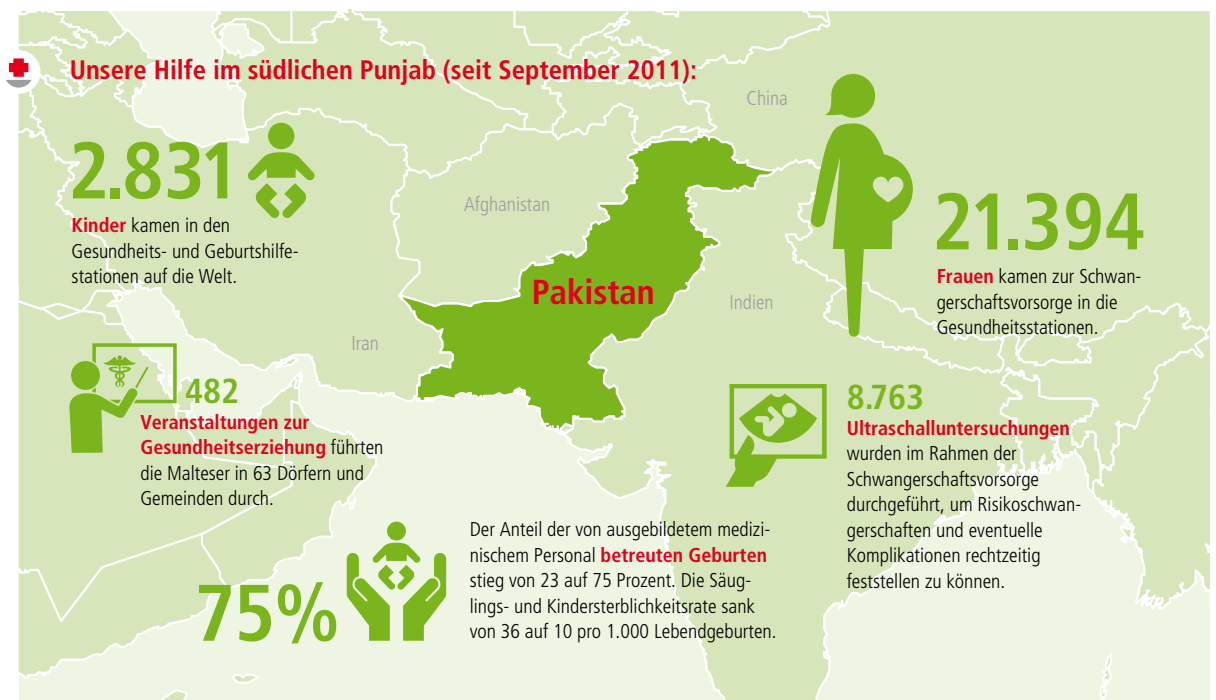 Unsere Hilfe im südlichen Punjab (seit September 2011):
China
2.831
Kinder kamen in den
Gesundheits- und Geburtshilfe-
stationen auf die Welt.
Afghanistan
21.394
Frauen kamen zur Schwan-
gerschaftsvorsorge in die
Gesundheitsstationen.
Pakistan
Indien
Iran
482
Veranstaltungen zur
Gesundheitserziehung führten
die Malteser in 63 Dörfern und
Gemeinden durch.
8.763
Ultraschalluntersuchungen
wurden im Rahmen der
Schwangerschaftsvorsorge
durchgeführt, um Risikoschwan-
gerschaften und eventuelle
Komplikationen rechtzeitig
feststellen zu können.
75%
Der Anteil der von ausgebildetem medizi-
nischem Personal betreuten Geburten
stieg von 23 auf 75 Prozent. Die Säug-
lings- und Kindersterblichkeitsrate sank
von 36 auf 10 pro 1.000 Lebendgeburten.